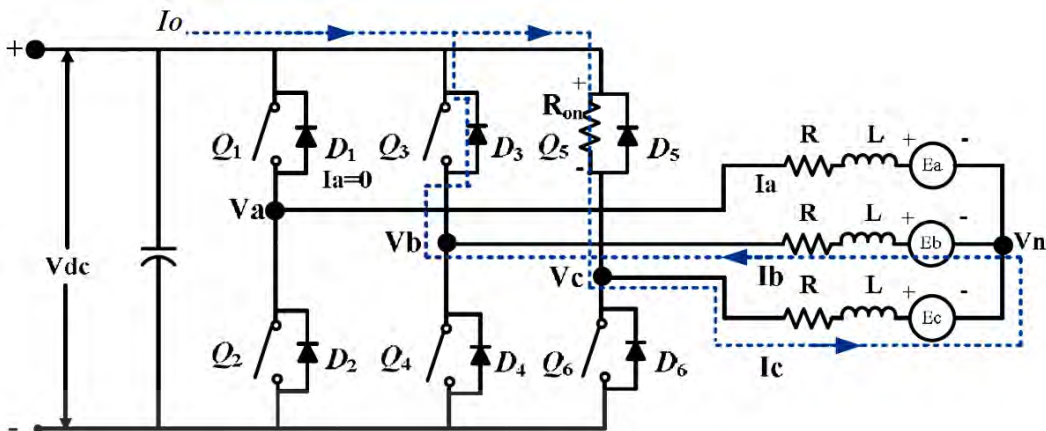 Io
+
+
R L + -
Ron
Ea
Q1 D1 Q3 D3 Q5 D5
Ia=0
-
Ia
R L + -
Va
Eb
Vb
Vn
Vdc
Vc
Ib
R L + -
Ec
Q2 D2 Q4 D4 Q6 D6
Ic
-